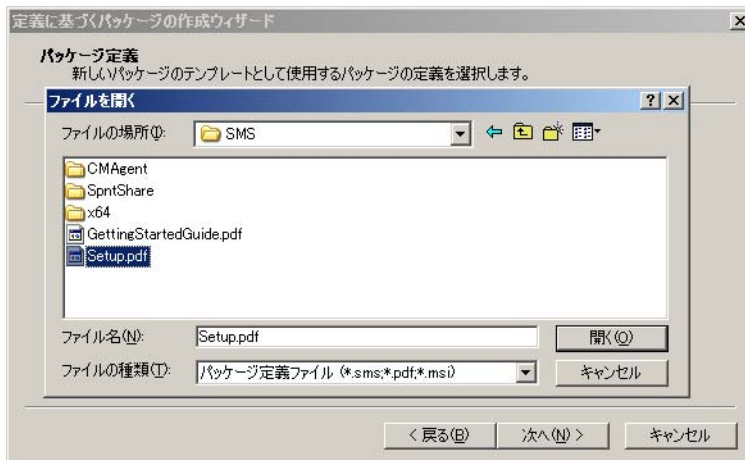 定義に基づくパッケージの作成ウィザード
パッケージ定義
新しいパッケージのテンプレートとして使用するパッケージの定義を選択します。
ファイルを開く
ファイルの場所(I):
SMS
CMAgent
SpntShare
x64
GettingStartedGuide.pdf
Setup.pdf
ファイル名(N):
Setup.pdf
開く(O)
ファイルの種類(T):
パッケージ定義ファイル (*.sms;*.pdf;*.msi)
キャンセル
< 戻る(B)
次へ(N) >
キャンセル